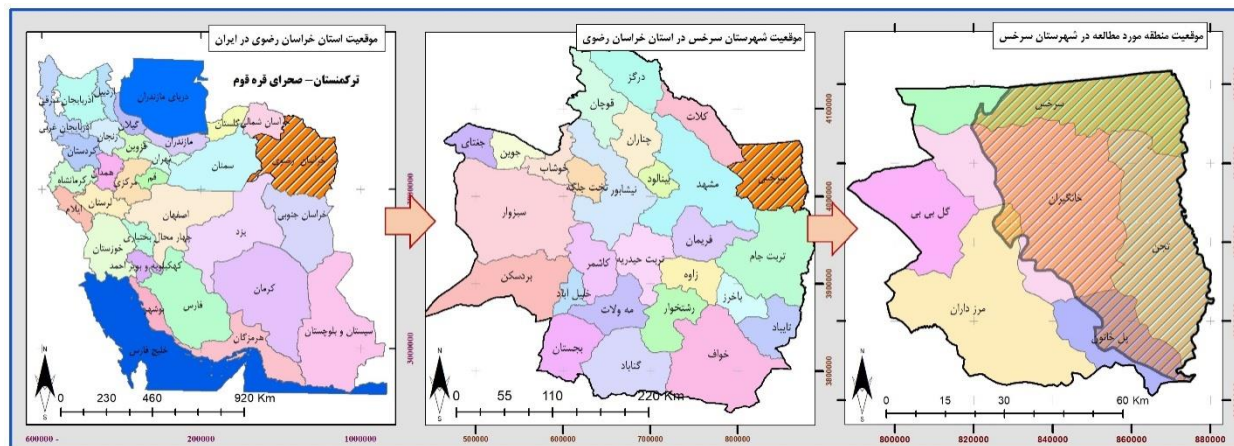 موقعیت استان خراسان رضوی در ایران
ترکمنستان- صحرای قره قوم
دریای مازندران
اردبیل
آذربایجان شرقی
آذربایجان غربی
گیلان
زنجان
مازندران
گلستان
خراسان شمالی
خراسان رضوی
کردستان
قزوین
تهران
سمنان
همدان
قم
مرکزی
کرمانشاه
لرستان
ایلام
اصفهان
یزد
خراسان جنوبی
چهار محال بختیاری
خوزستان
کهکیلویه و بویر احمد
فارس
کرمان
بوشهر
هرمزگان
سیستان و بلوچستان
خلیج فارس
N
S
0 230 460 920 Km
600000 - 200000 1000000
3000000
موقعیت شهرستان سرخس در استان خراسان رضوی
درگز
قوچان
کلات
چناران
جغتای
جوین
خوشاب
تخت جلگه
نیشابور
بینالود
مشهد
سرخس
سبزوار
فریمان
تربت جام
کاشمر
تربت حیدریه
بردسکن
خلیل آباد
زاوه
باخرز
مه ولات
رشتخوار
تایباد
بجستان
گناباد
خواف
N
S
0 55 110 220 Km
500000 600000 700000 800000
4100000
4000000
3900000
3800000
موقعیت منطقه مورد مطالعه در شهرستان سرخس
سرخس
خانگیران
گل بی بی
تجن
مرز داران
پل خاتون
N
S
0 15 30 60 Km
800000 820000 840000 860000 880000